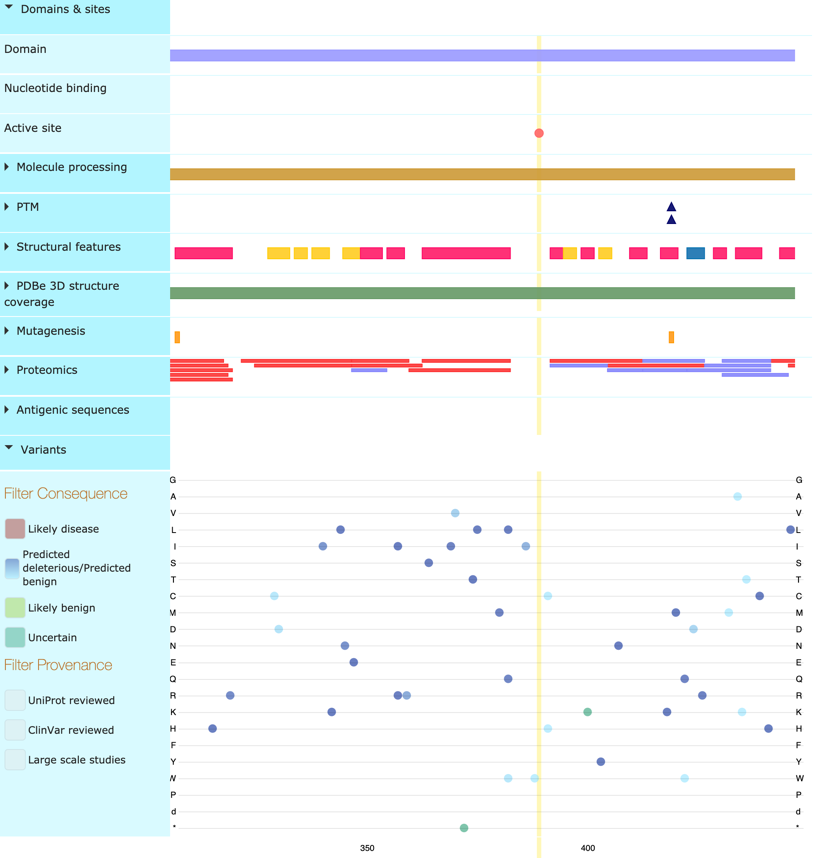 Domains & sites
Domain
Nucleotide binding
Active site
Molecule processing
PTM
Structural features
PDBe 3D structure
coverage
Mutagenesis
Proteomics
Antigenic sequences
Variants
Filter Consequence
Likely disease
Predicted
deleterious/Predicted
benign
Likely benign
Uncertain
Filter Provenance
UniProt reviewed
ClinVar reviewed
Large scale studies
G G
A A
V V
L L
I I
S S
T T
C C
M M
D D
N N
E E
Q Q
R R
K K
H H
F F
Y Y
W W
P P
d d
* *
350 400